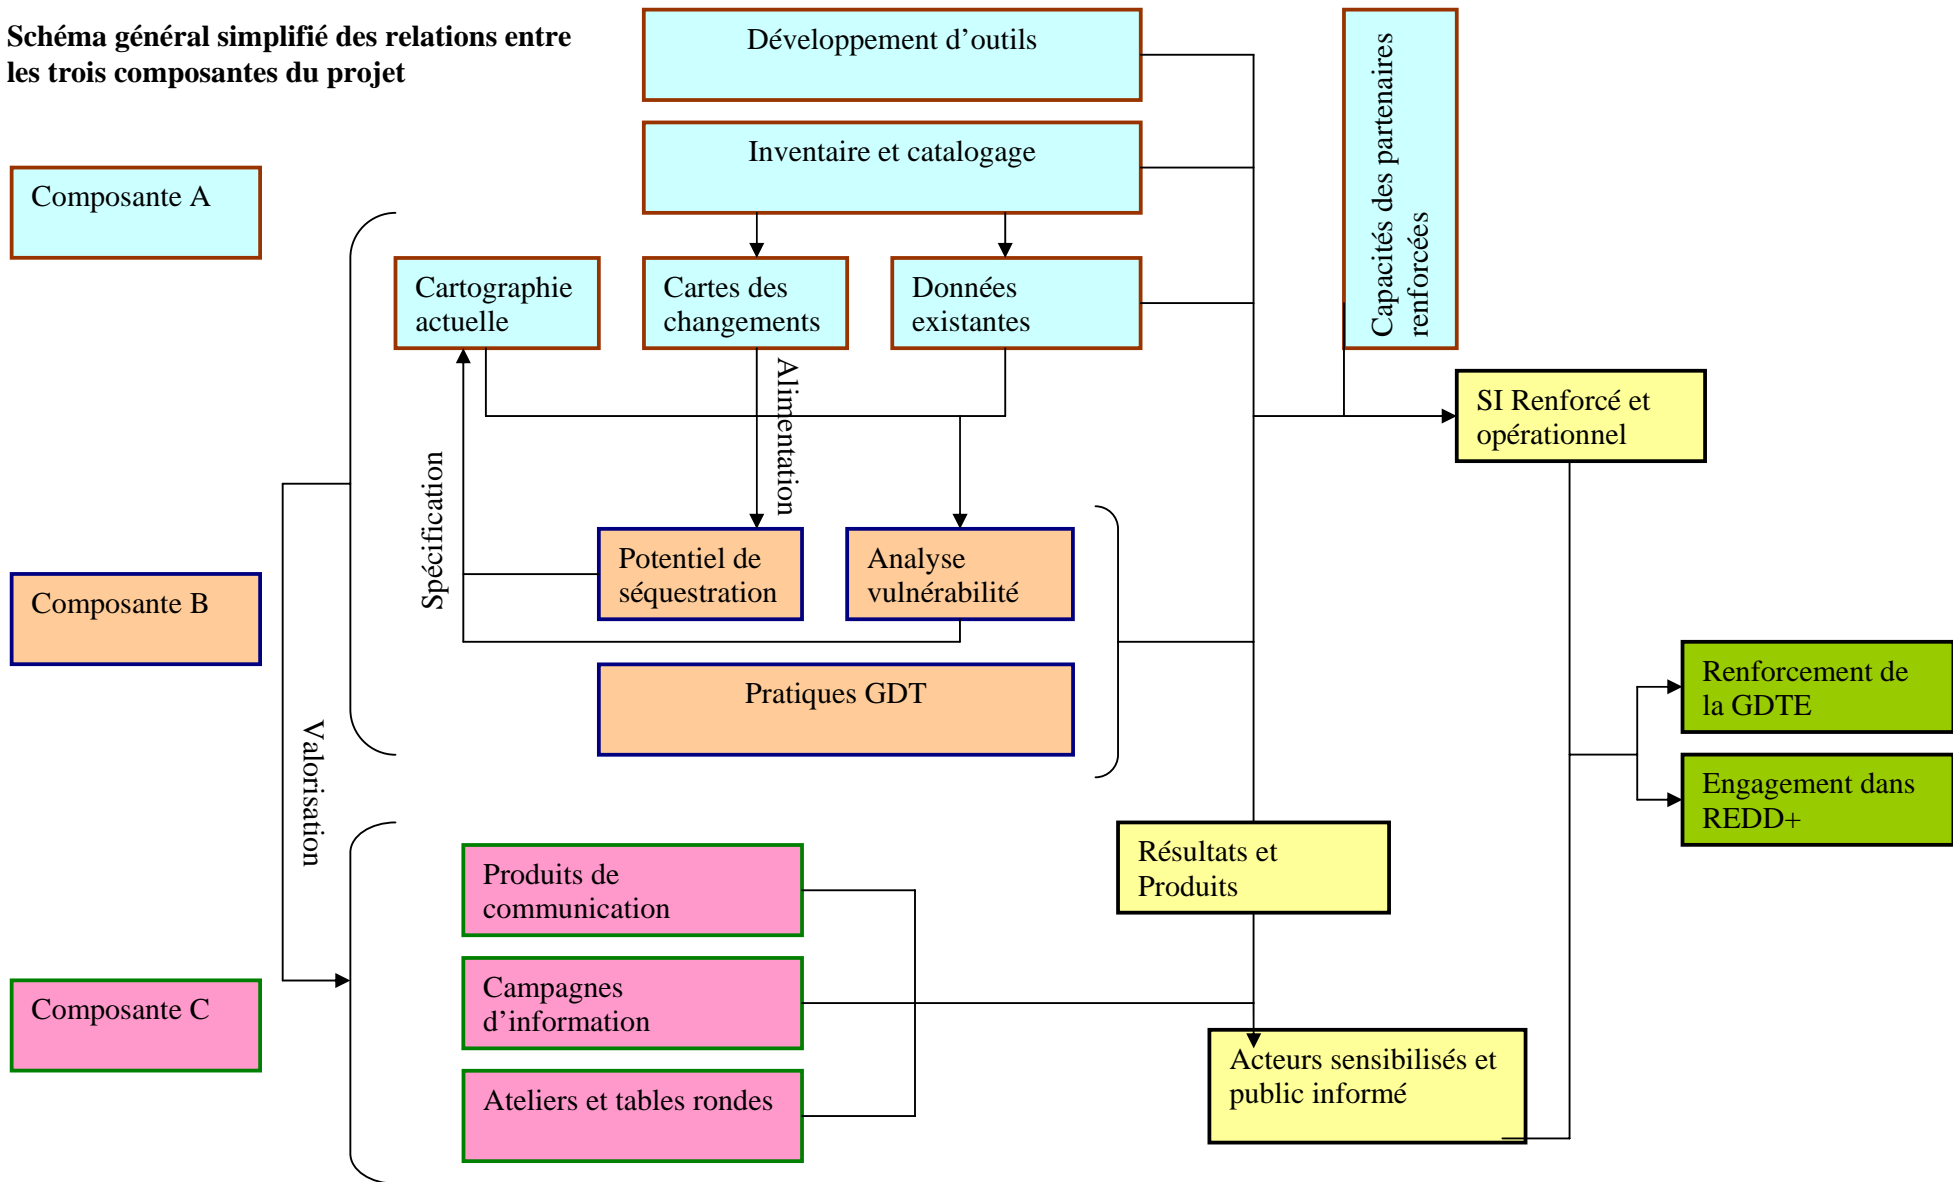 Schéma général simplifié des relations entre
les trois composantes du projet
Développement d’outils
Capacités des partenaires
renforcées
Inventaire et catalogage
Composante A
Cartographie
actuelle
Cartes des
changements
Données
existantes
Alimentation
SI Renforcé et
opérationnel
Spécification
Potentiel de
séquestration
Analyse
vulnérabilité
Composante B
Pratiques GDT
Renforcement de
la GDTE
Valorisation
Engagement dans
REDD+
Produits de
communication
Résultats et
Produits
Composante C
Campagnes
d’information
Acteurs sensibilisés et
public informé
Ateliers et tables rondes